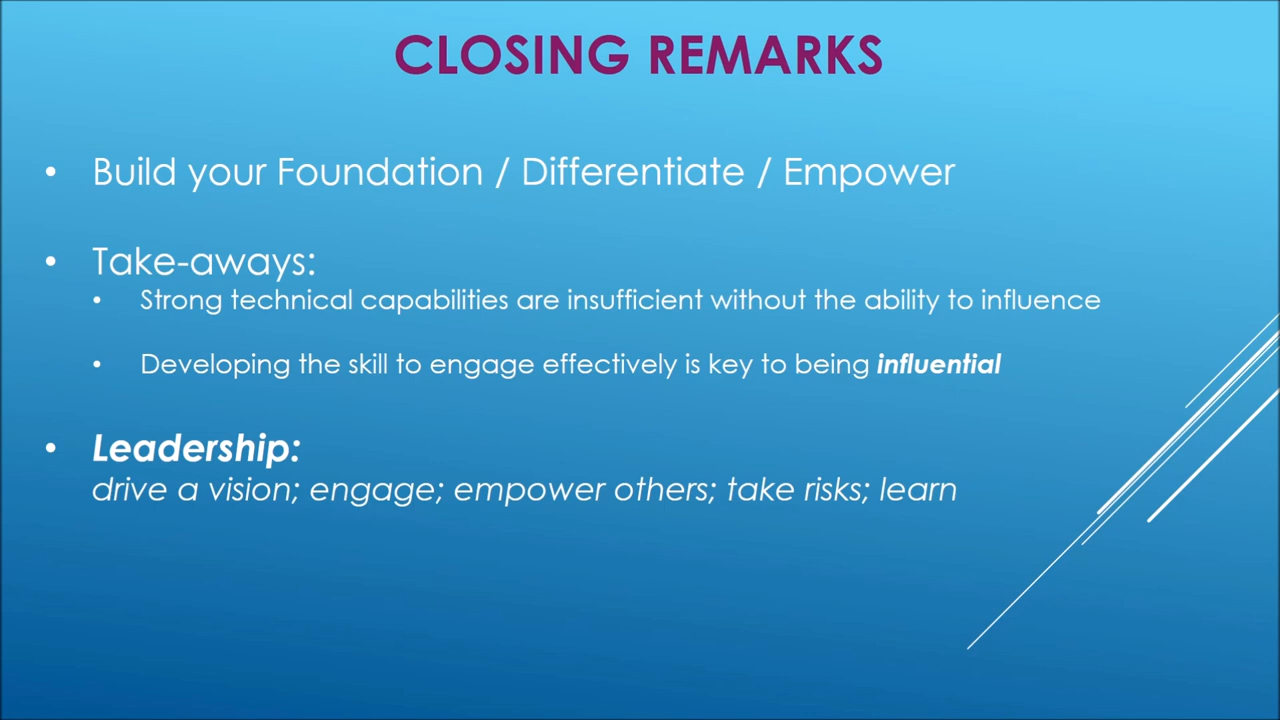 CLOSING REMARKS
• Build your Foundation / Differentiate / Empower
• Take-aways:
• Strong technical capabilities are insufficient without the ability to influence
• Developing the skill to engage effectively is key to being influential
• Leadership:
drive a vision; engage; empower others; take risks; learn